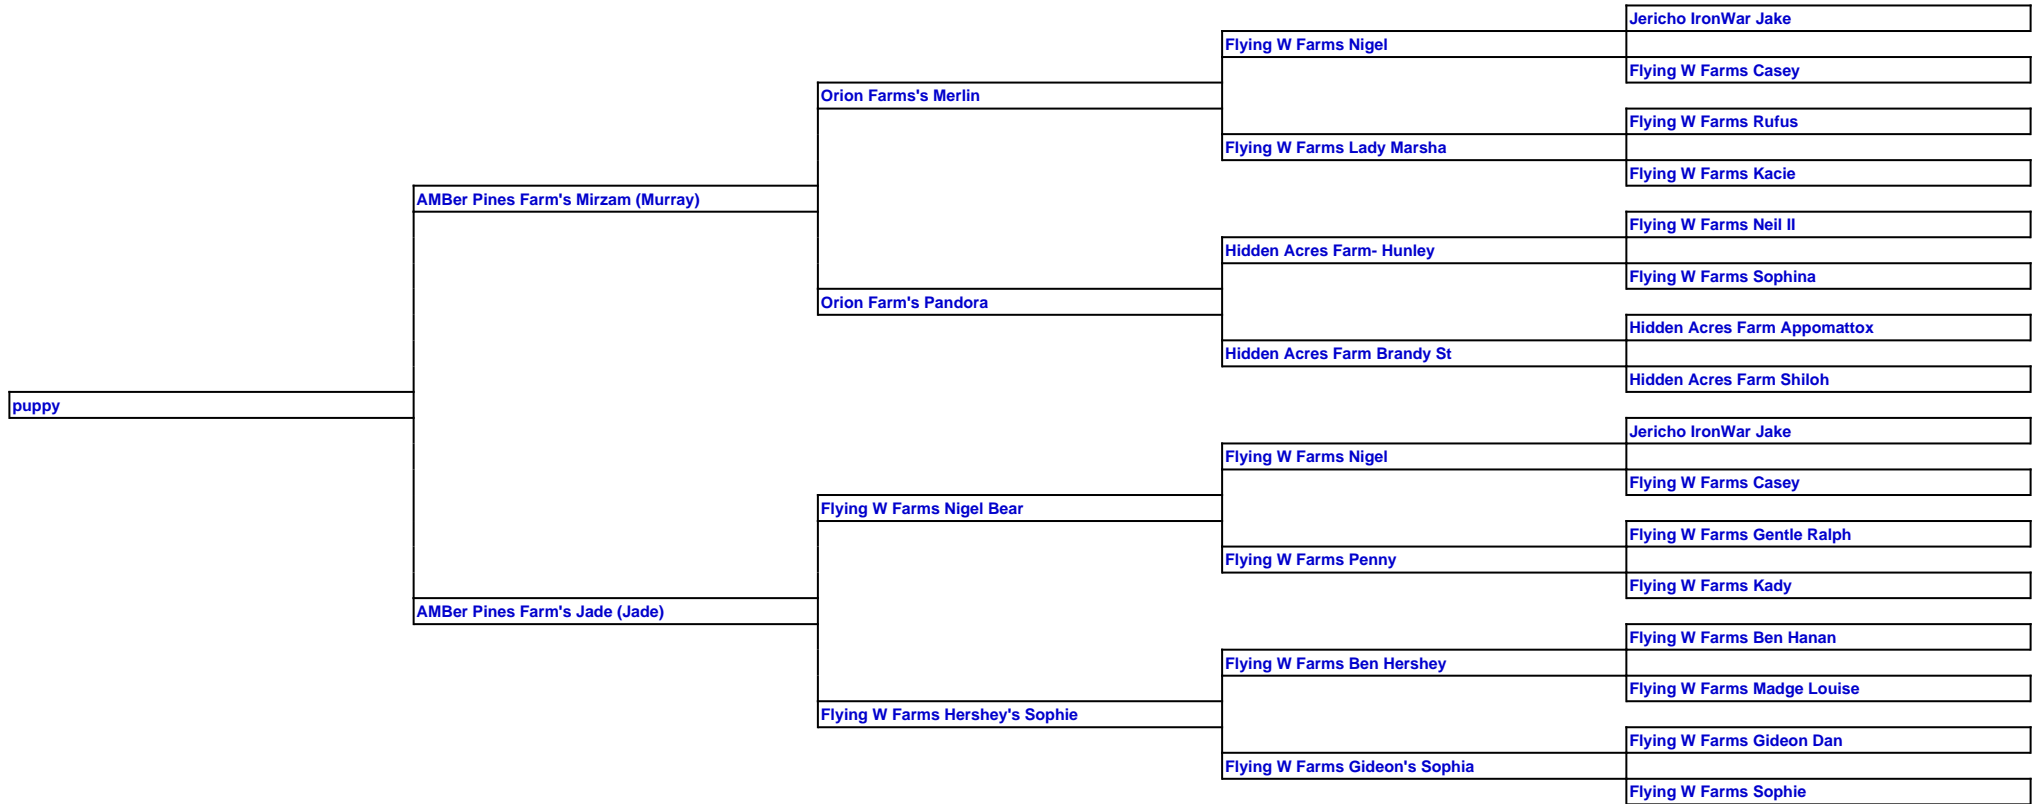 Jericho IronWar Jake
Flying W Farms Nigel
Flying W Farms Casey
Orion Farms's Merlin
Flying W Farms Rufus
Flying W Farms Lady Marsha
Flying W Farms Kacie
AMBer Pines Farm's Mirzam (Murray)
Flying W Farms Neil II
Hidden Acres Farm- Hunley
Flying W Farms Sophina
Orion Farm's Pandora
Hidden Acres Farm Appomattox
Hidden Acres Farm Brandy St
Hidden Acres Farm Shiloh
puppy
Jericho IronWar Jake
Flying W Farms Nigel
Flying W Farms Casey
Flying W Farms Nigel Bear
Flying W Farms Gentle Ralph
Flying W Farms Penny
Flying W Farms Kady
AMBer Pines Farm's Jade (Jade)
Flying W Farms Ben Hanan
Flying W Farms Ben Hershey
Flying W Farms Madge Louise
Flying W Farms Hershey's Sophie
Flying W Farms Gideon Dan
Flying W Farms Gideon's Sophia
Flying W Farms Sophie